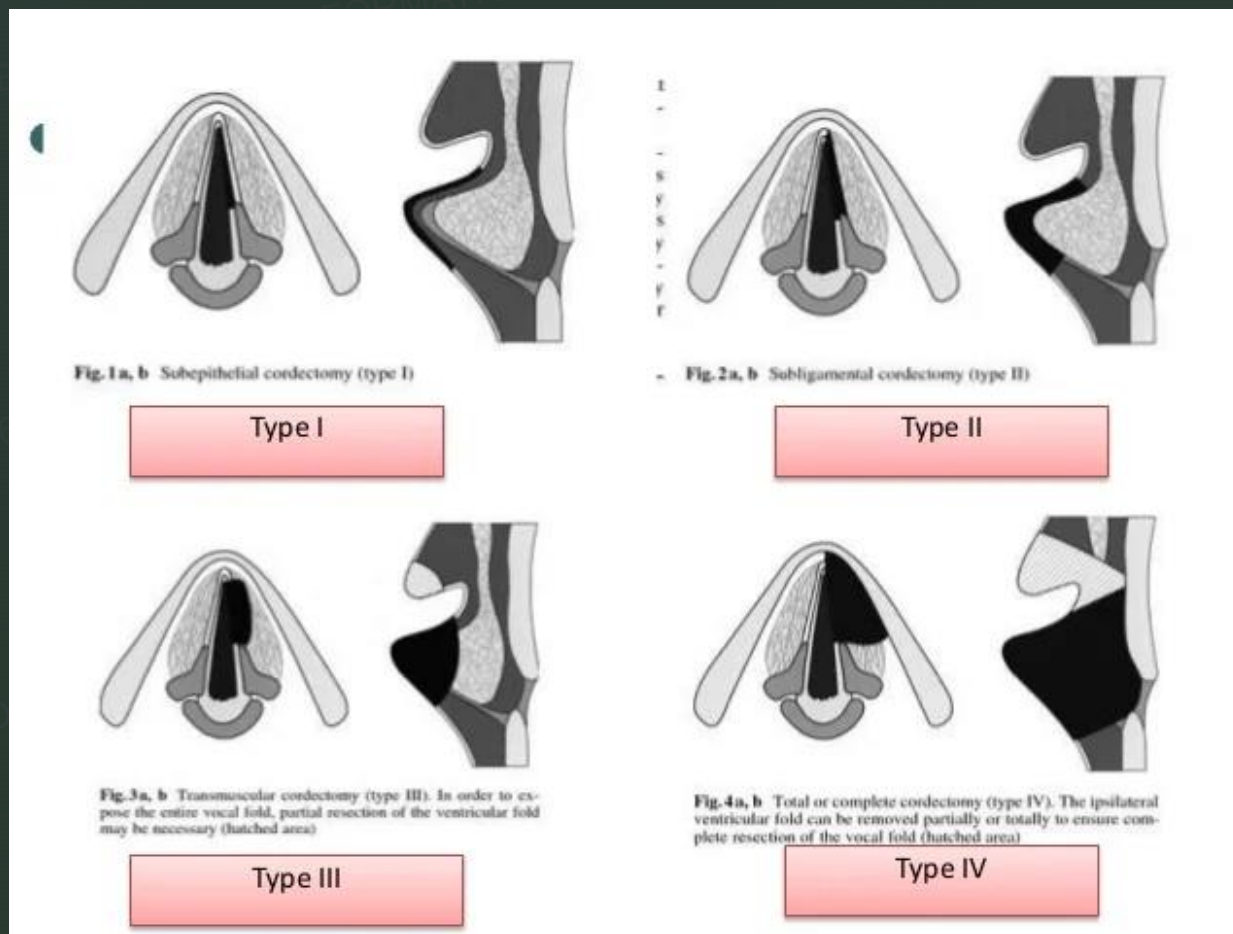 t
-
-
s
y
s
y
-
y
r
Fig. 1 a, b Subepithelial cordectomy (type I)
- Fig. 2 a, b Subligamental cordectomy (type II)
Type I
Type II
Fig. 3 a, b Transmuscular cordectomy (type III). In order to ex-
pose the entire vocal fold, partial resection of the ventricular fold
may be necessary (hatched area)
Fig. 4 a, b Total or complete cordectomy (type IV). The ipsilateral
ventricular fold can be removed partially or totally to ensure com-
plete resection of the vocal fold (hatched area)
Type III
Type IV